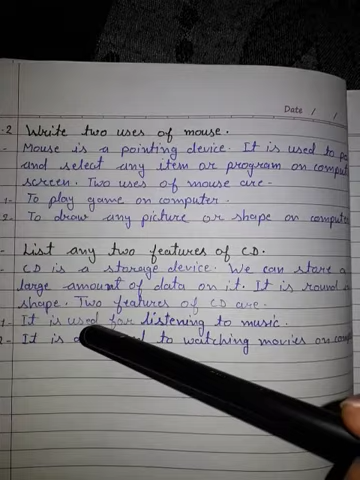 Date / /
2 Write two uses of mouse.
- Mouse is a pointing device. It is used to
and select any item or program on
screen. Two uses of mouse are-
1- To play game on computer.
2- To draw any picture or shape on
- List any two features of CD.
- CD is a storage device. We can store a
large amount of data on it. It is round
shape. Two features of CD are.
1- It is used for listening to music.
2- It is to watching movies on